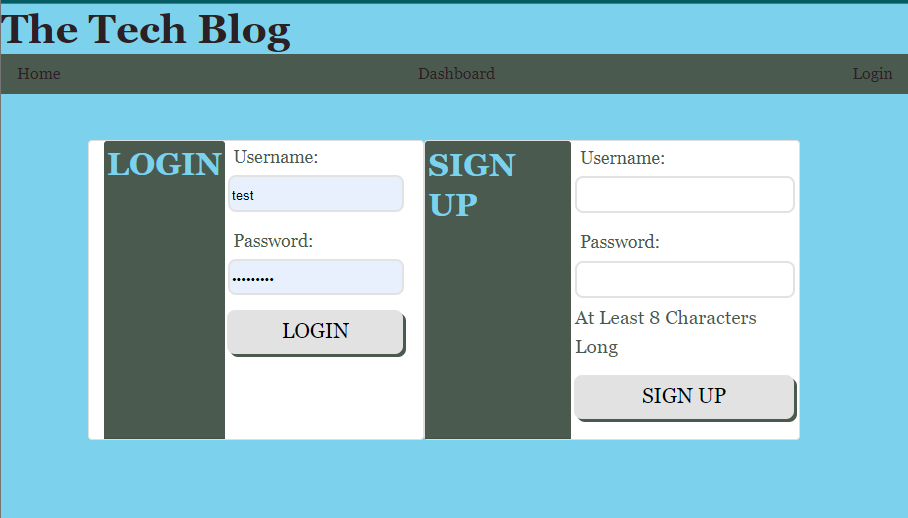 The Tech Blog
Home Dashboard Login
LOGIN
Username:
test
Password:
•••••••••
LOGIN
SIGN
UP
Username:
Password:
At Least 8 Characters
Long
SIGN UP